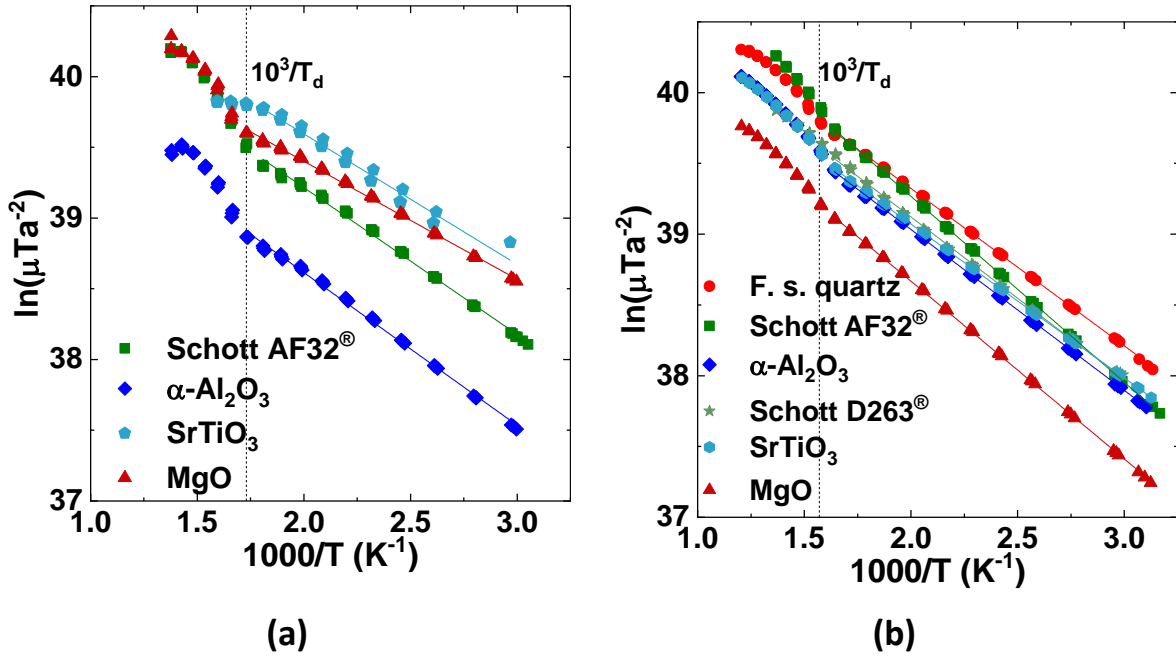 ln(μTa⁻²)
40
39
38
37
10³/T_d
Schott AF32®
α-Al₂O₃
SrTiO₃
MgO
1.0 1.5 2.0 2.5 3.0
1000/T (K⁻¹)
(a)
ln(μTa⁻²)
40
39
38
37
10³/T_d
F. s. quartz
Schott AF32®
α-Al₂O₃
Schott D263®
SrTiO₃
MgO
1.0 1.5 2.0 2.5 3.0
1000/T (K⁻¹)
(b)